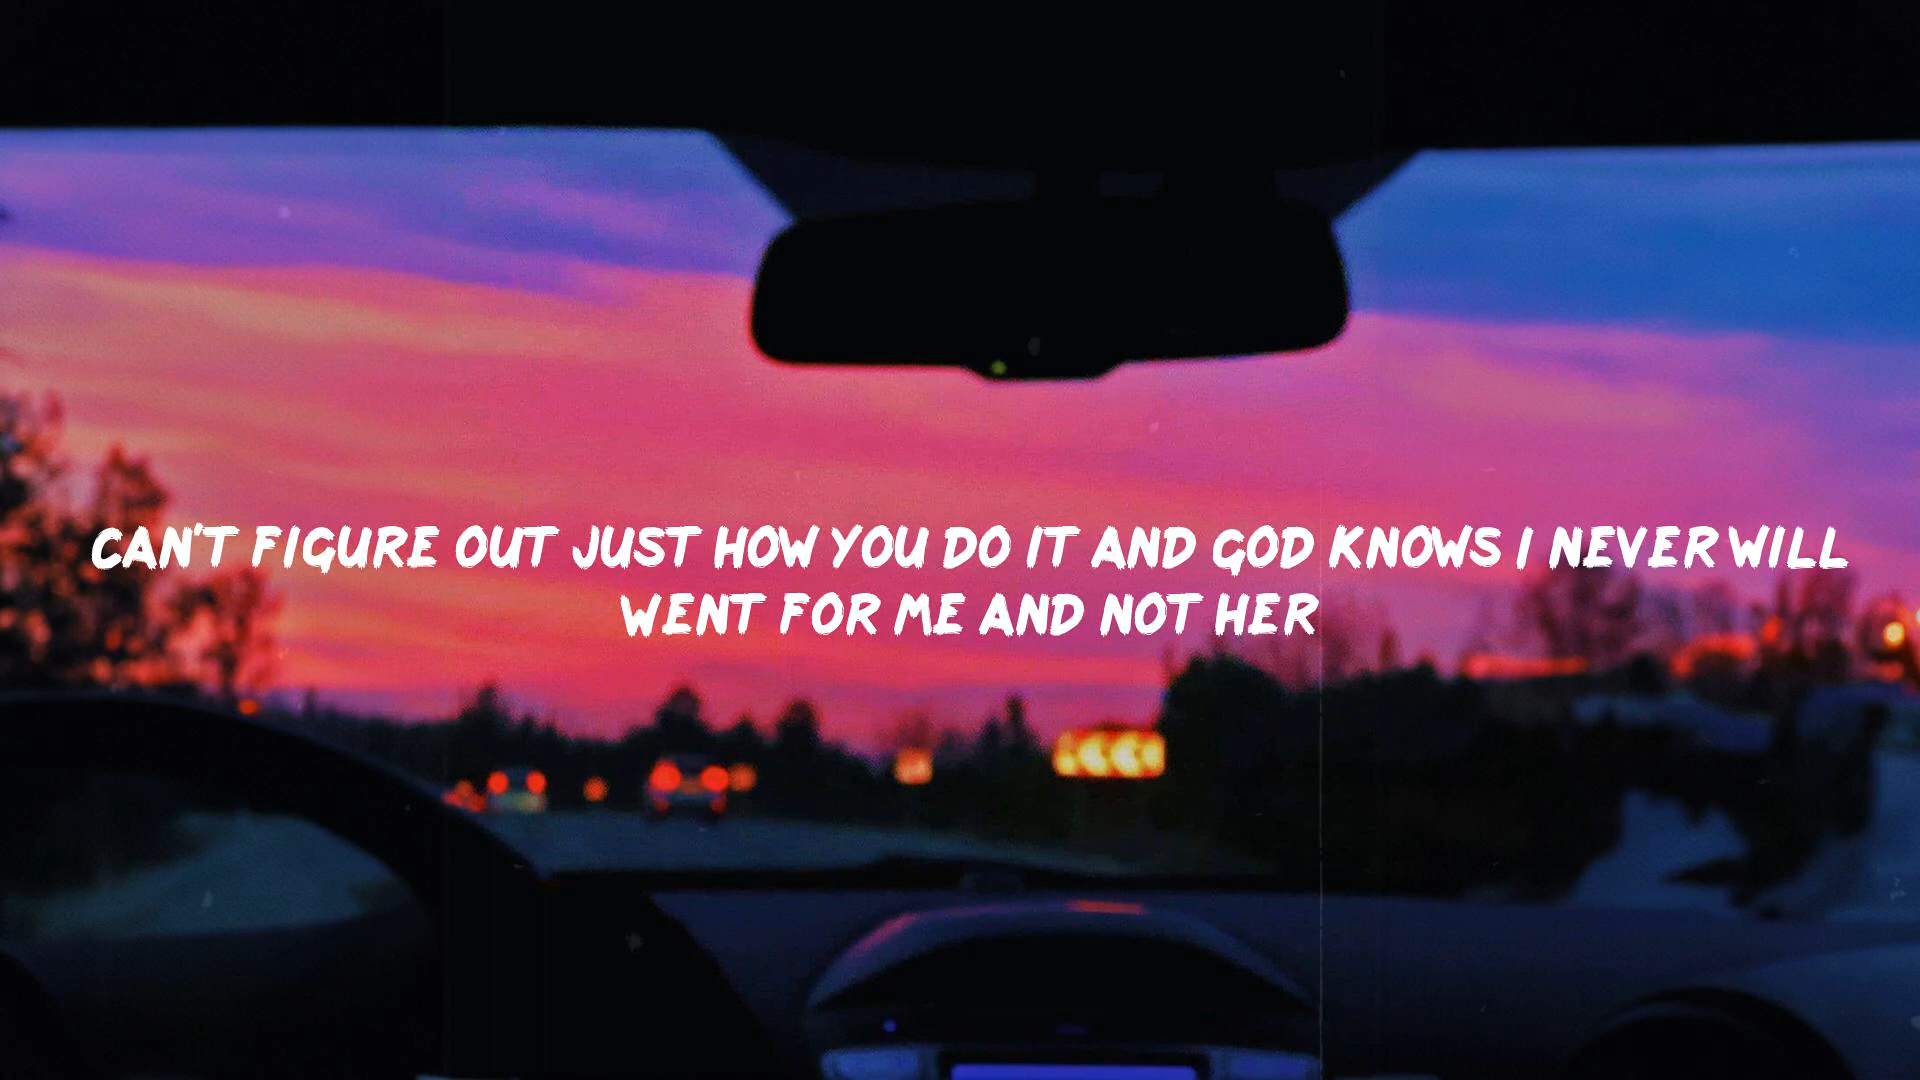 CAN'T FIGURE OUT JUST HOW YOU DO IT AND GOD KNOWS I NEVER WILL
WENT FOR ME AND NOT HER